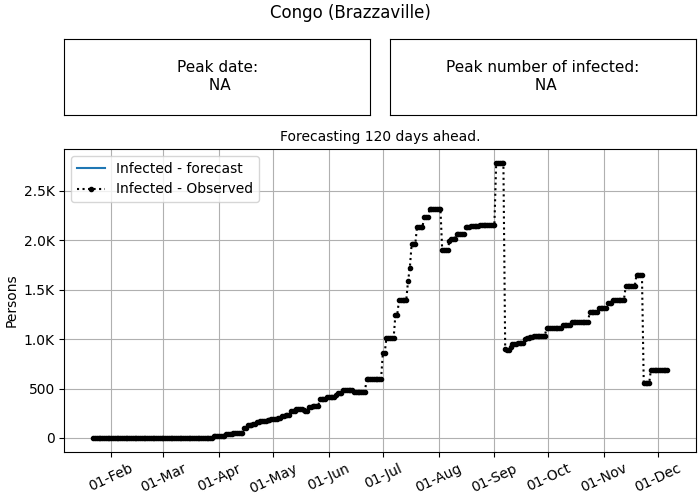 Congo (Brazzaville)
Peak date:
NA
Peak number of infected:
NA
Forecasting 120 days ahead.
Infected - forecast
Infected - Observed
Persons
2.5K
2.0K
1.5K
1.0K
500
0
01-Feb
01-Mar
01-Apr
01-May
01-Jun
01-Jul
01-Aug
01-Sep
01-Oct
01-Nov
01-Dec